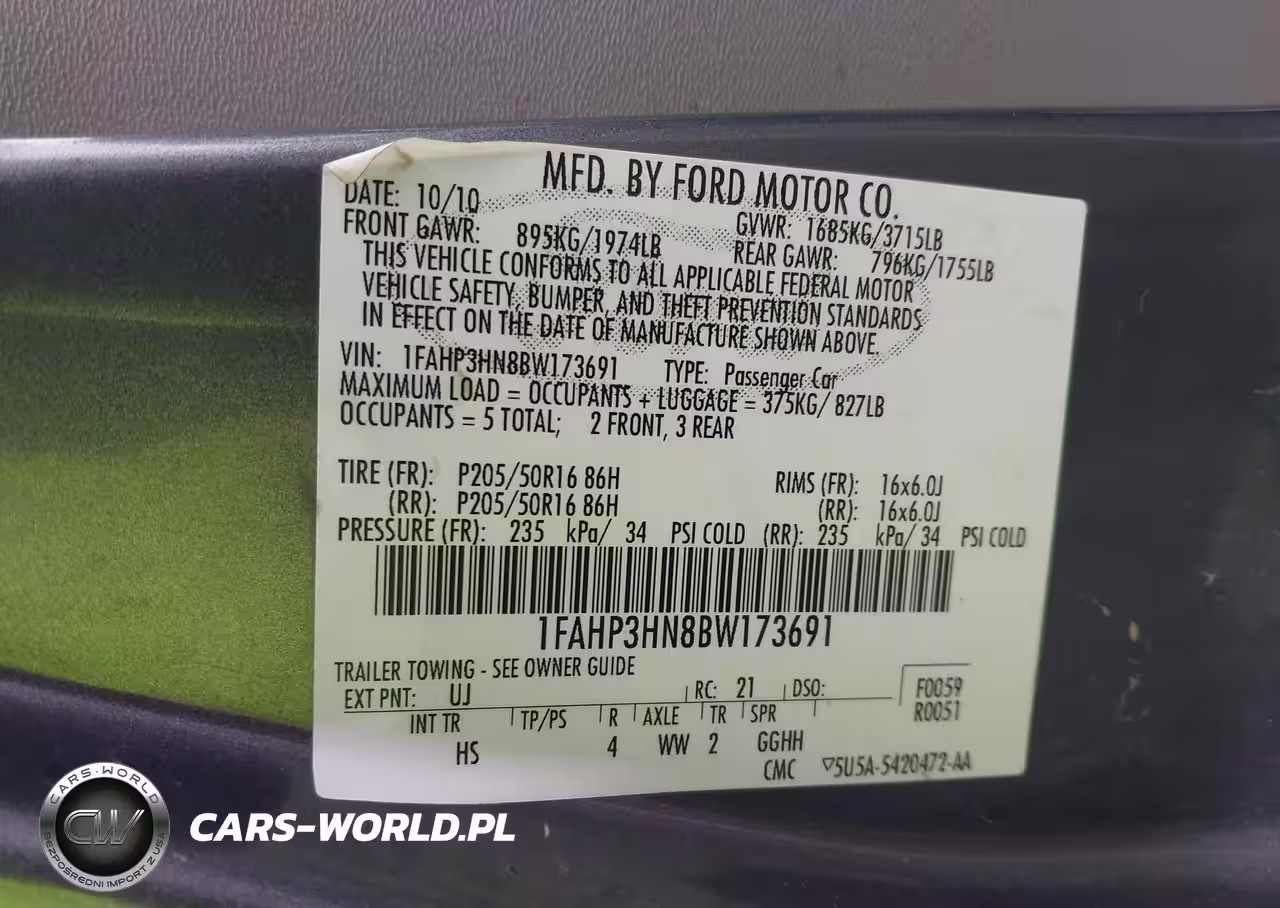 MFD. BY FORD MOTOR CO.
DATE: 10/10 GVWR: 1685KG/3715LB
FRONT GAWR: 895KG/1974LB REAR GAWR: 796KG/1755LB
THIS VEHICLE CONFORMS TO ALL APPLICABLE FEDERAL MOTOR
VEHICLE SAFETY, BUMPER, AND THEFT PREVENTION STANDARDS
IN EFFECT ON THE DATE OF MANUFACTURE SHOWN ABOVE.
VIN: 1FAHP3HN8BW173691 TYPE: Passenger Car
MAXIMUM LOAD = OCCUPANTS + LUGGAGE = 375KG/ 827LB
OCCUPANTS = 5 TOTAL; 2 FRONT, 3 REAR
TIRE (FR): P205/50R16 86H RIMS (FR): 16x6.0J
(RR): P205/50R16 86H (RR): 16x6.0J
PRESSURE (FR): 235 kPa/ 34 PSI COLD (RR): 235 kPa/ 34 PSI COLD
1FAHP3HN8BW173691
TRAILER TOWING - SEE OWNER GUIDE
EXT PNT: UJ RC: 21 DSO: F0059
R0051
INT TR TP/PS R AXLE TR SPR
HS 4 WW 2 GGHH
CMC ▽5U5A-5420472-AA
CARS-WORLD
CW
BEZPOŚREDNI IMPORT Z USA
CARS-WORLD.PL